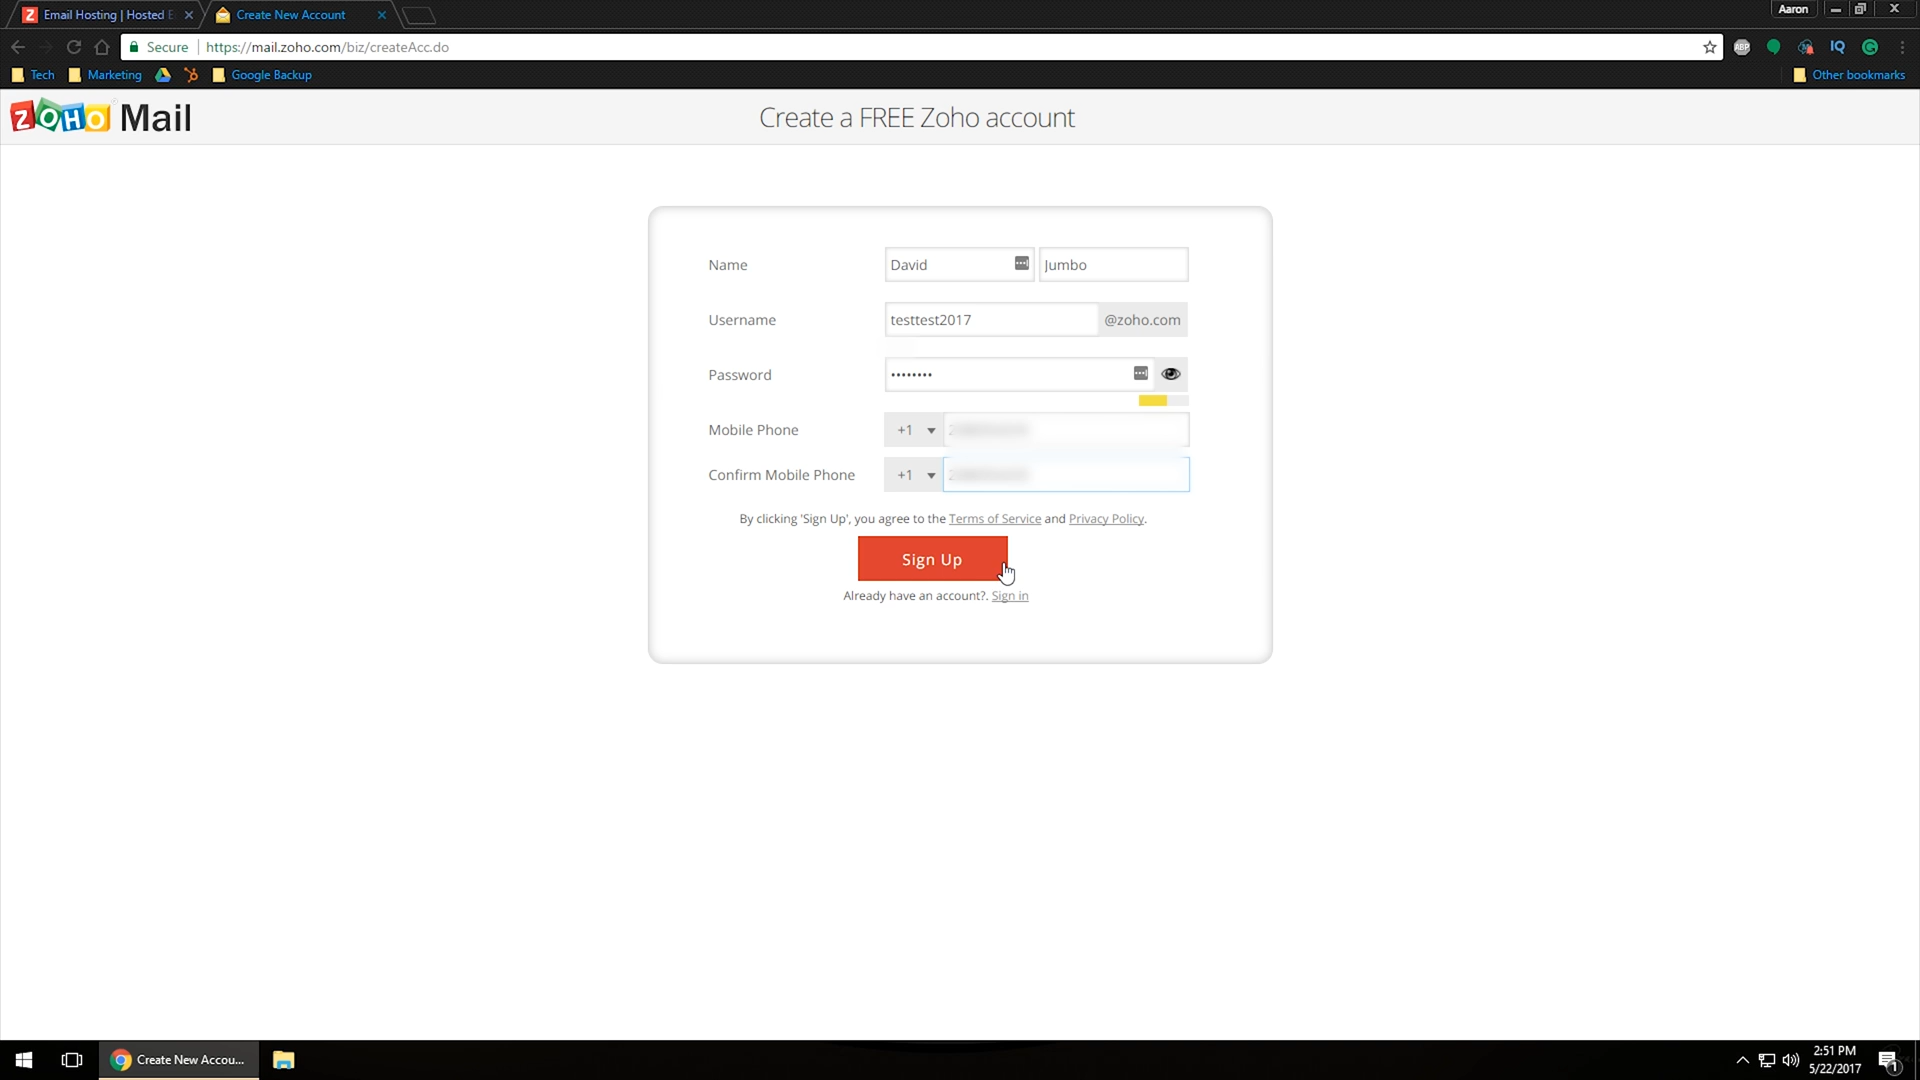 Email Hosting | Hosted E
Create New Account
Aaron
Secure
https://mail.zoho.com/biz/createAcc.do
ABP
IQ
Tech
Marketing
Google Backup
Other bookmarks
ZOHO Mail
Create a FREE Zoho account
Name
David
Jumbo
Username
testtest2017
@zoho.com
Password
••••••••
Mobile Phone
+1
Confirm Mobile Phone
+1
By clicking 'Sign Up', you agree to the Terms of Service and Privacy Policy.
Sign Up
Already have an account?. Sign in
Create New Accou...
2:51 PM
5/22/2017
1